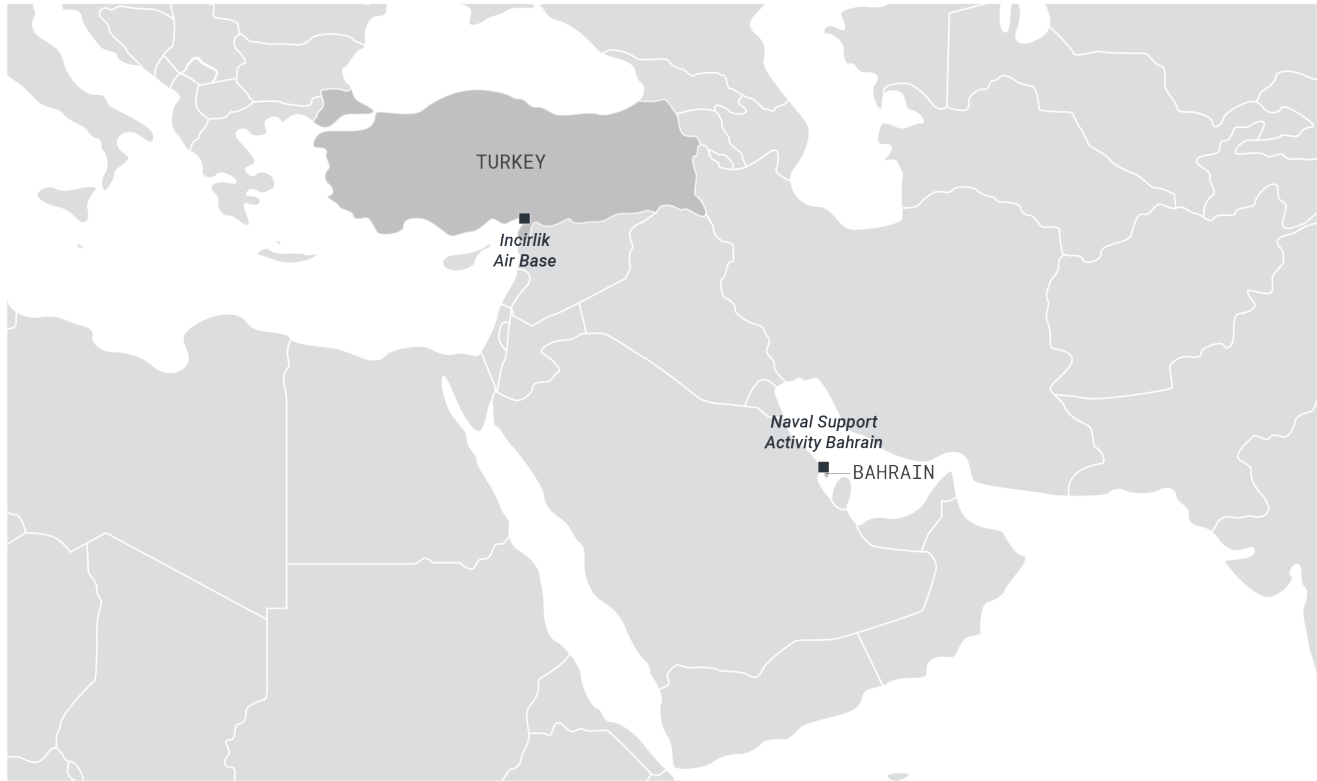 TURKEY
Incirlik
Air Base
Naval Support
Activity Bahrain
BAHRAIN